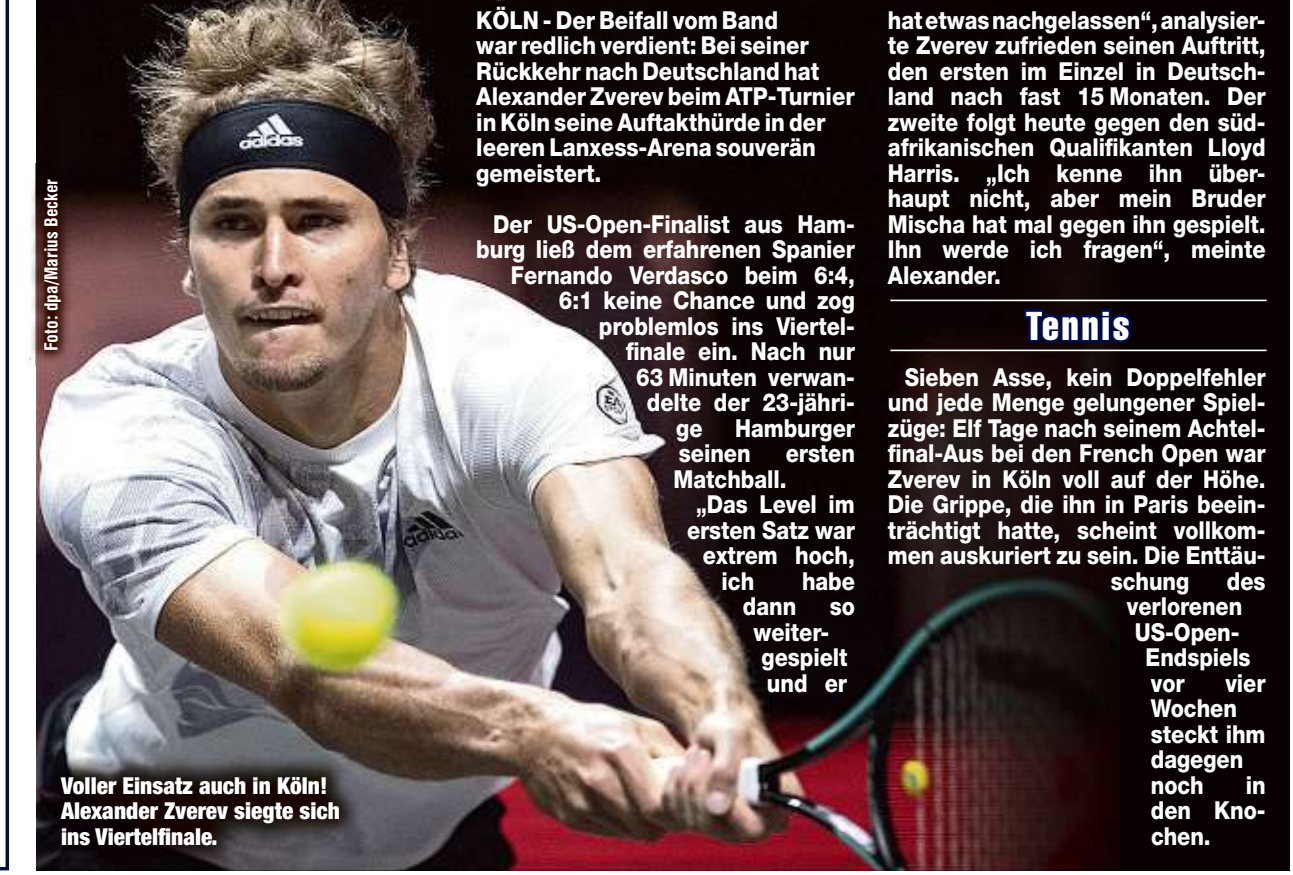 KÖLN - Der Beifall vom Band
war redlich verdient: Bei seiner
Rückkehr nach Deutschland hat
Alexander Zverev beim ATP-Turnier
in Köln seine Auftakthürde in der
leeren Lanxess-Arena souverän
gemeistert.
Der US-Open-Finalist aus Ham-
burg ließ dem erfahrenen Spanier
Fernando Verdasco beim 6:4,
6:1 keine Chance und zog
problemlos ins Viertel-
finale ein. Nach nur
63 Minuten verwan-
delte der 23-jähri-
ge Hamburger
seinen ersten
Matchball.
„Das Level im
ersten Satz war
extrem hoch,
ich habe
dann so
weiter-
gespielt
und er
hat etwas nachgelassen“, analysier-
te Zverev zufrieden seinen Auftritt,
den ersten im Einzel in Deutsch-
land nach fast 15 Monaten. Der
zweite folgt heute gegen den süd-
afrikanischen Qualifikanten Lloyd
Harris. „Ich kenne ihn über-
haupt nicht, aber mein Bruder
Mischa hat mal gegen ihn gespielt.
Ihn werde ich fragen“, meinte
Alexander.
Tennis
Sieben Asse, kein Doppelfehler
und jede Menge gelungener Spiel-
züge: Elf Tage nach seinem Achtel-
final-Aus bei den French Open war
Zverev in Köln voll auf der Höhe.
Die Grippe, die ihn in Paris beein-
trächtigt hatte, scheint vollkom-
men auskuriert zu sein. Die Enttäu-
schung des
verlorenen
US-Open-
Endspiels
vor vier
Wochen
steckt ihm
dagegen
noch in
den Kno-
chen.
Foto: dpa/Marius Becker
adidas
adidas
EA
Voller Einsatz auch in Köln!
Alexander Zverev siegte sich
ins Viertelfinale.